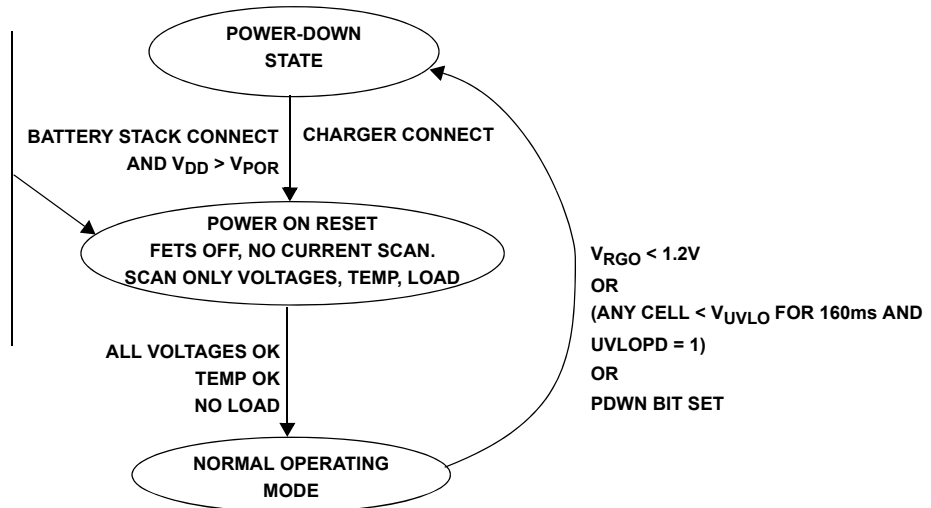 POWER-DOWN
STATE
BATTERY STACK CONNECT
AND VDD > VPOR
CHARGER CONNECT
POWER ON RESET
FETS OFF, NO CURRENT SCAN.
SCAN ONLY VOLTAGES, TEMP, LOAD
VRGO < 1.2V
OR
(ANY CELL < VUVLO FOR 160ms AND
UVLOPD = 1)
OR
PDWN BIT SET
ALL VOLTAGES OK
TEMP OK
NO LOAD
NORMAL OPERATING
MODE